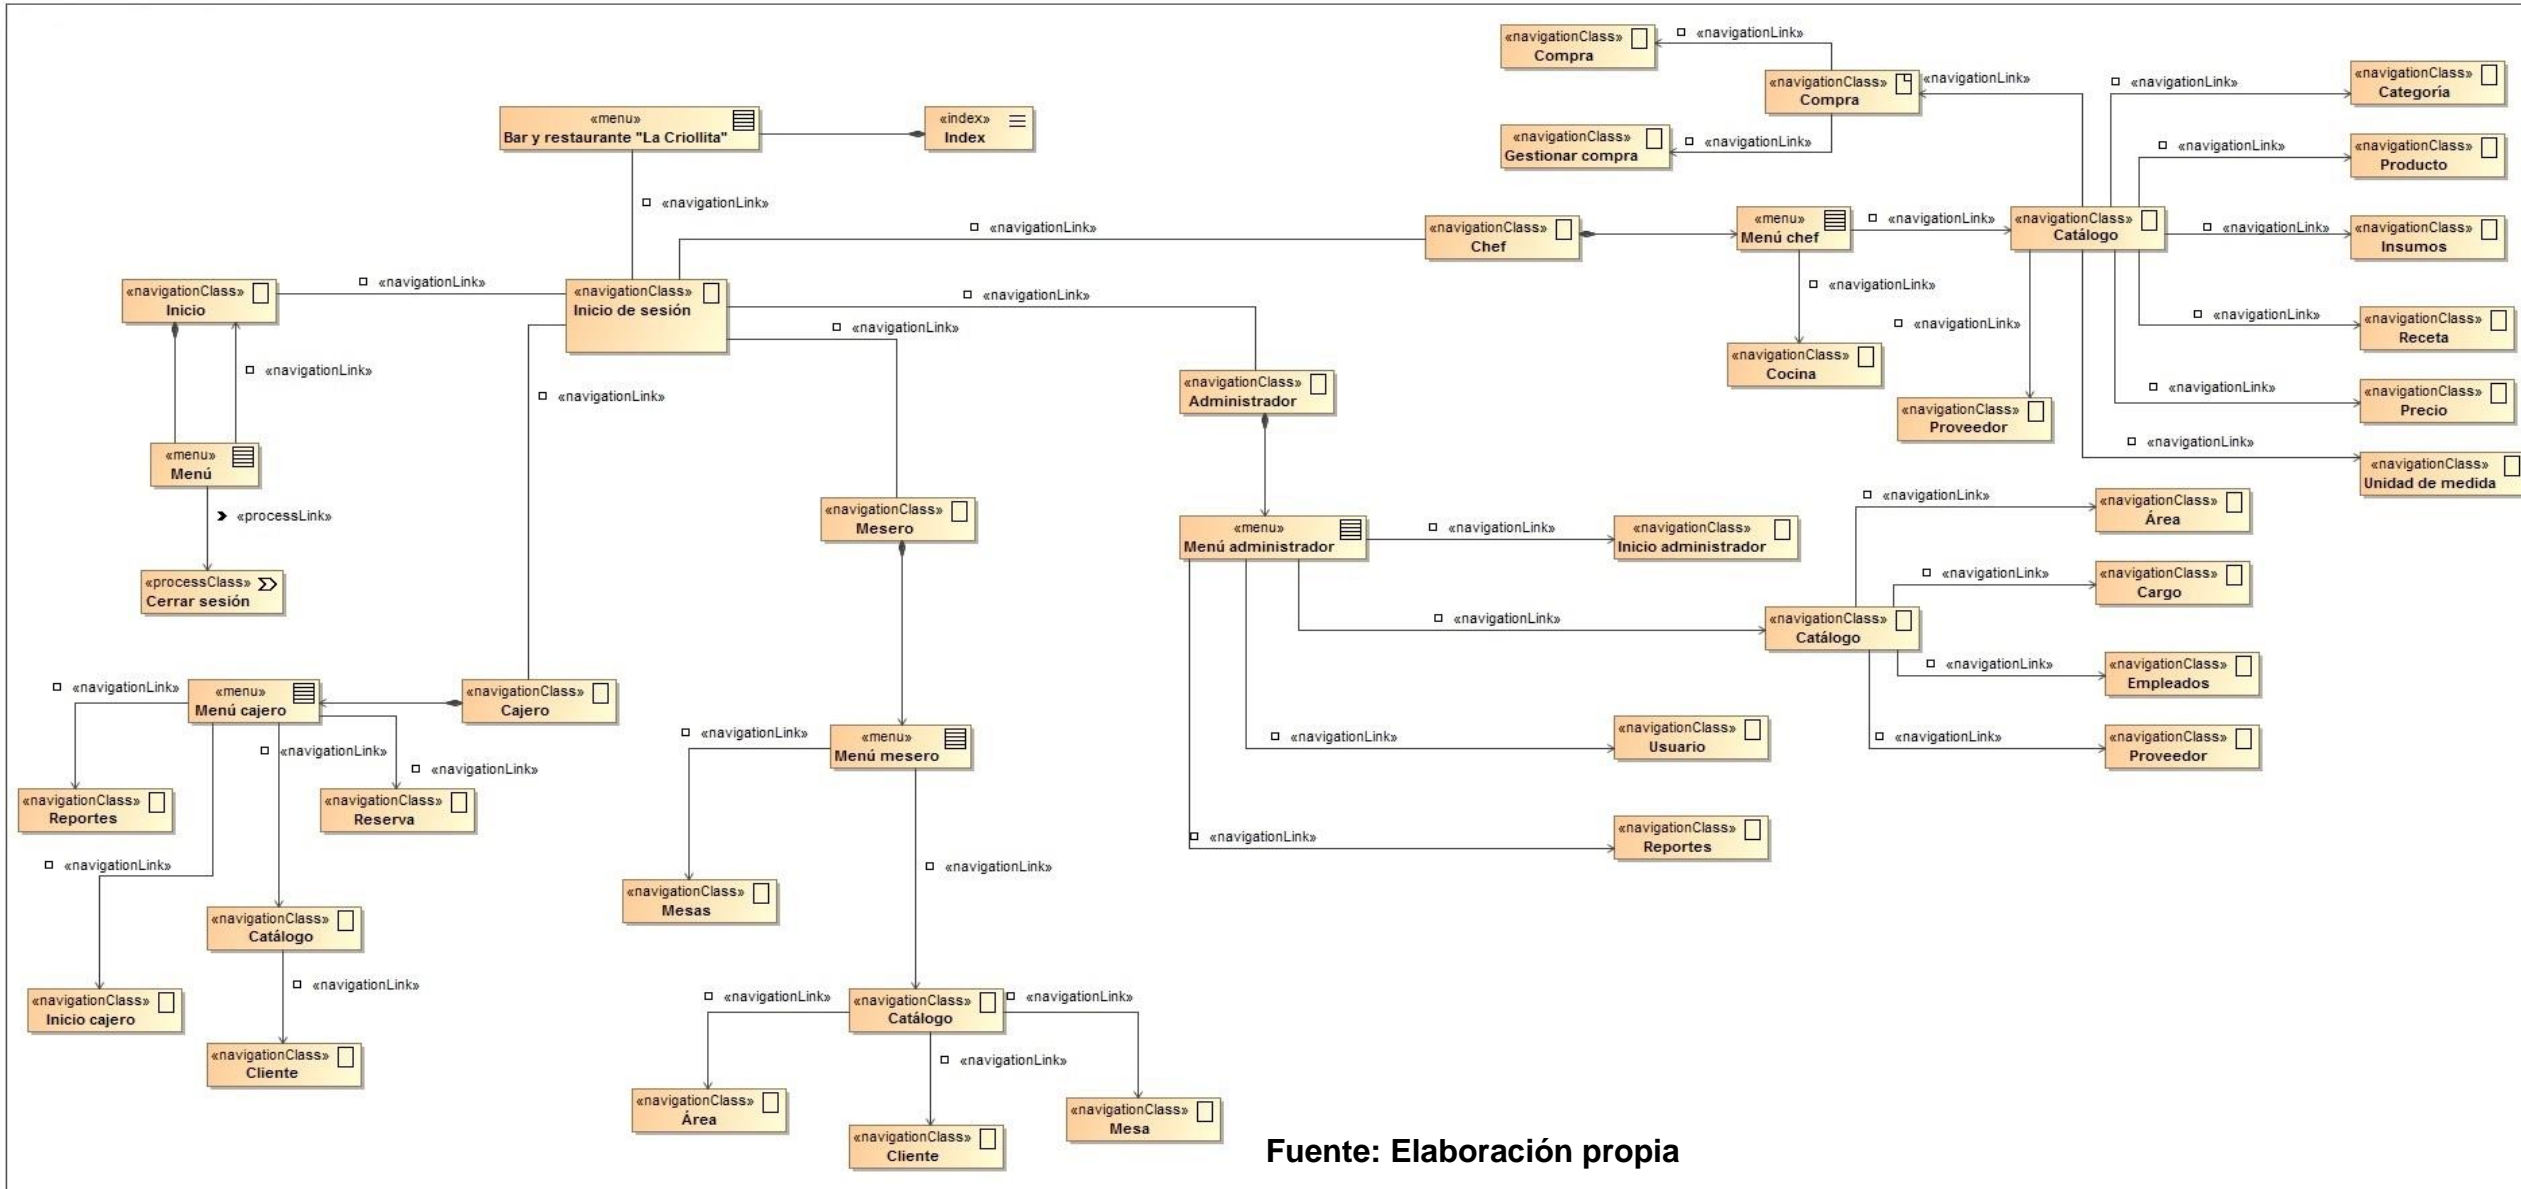 «navigationClass»
Compra
«navigationLink»
«navigationClass»
Compra
«navigationLink»
«navigationClass»
Gestionar compra
«navigationLink»
«navigationLink»
«navigationClass»
Categoría
«navigationLink»
«navigationClass»
Producto
«menu»
Bar y restaurante "La Criollita"
«index»
Index
«navigationLink»
«navigationLink»
«navigationClass»
Chef
«menu»
Menú chef
«navigationLink»
«navigationClass»
Catálogo
«navigationLink»
«navigationClass»
Insumos
«navigationClass»
Inicio
«navigationLink»
«navigationClass»
Inicio de sesión
«navigationLink»
«navigationLink»
«navigationLink»
«navigationLink»
«navigationLink»
«navigationClass»
Receta
«navigationLink»
«navigationLink»
«navigationClass»
Administrador
«navigationClass»
Cocina
«navigationClass»
Proveedor
«navigationLink»
«navigationClass»
Precio
«navigationLink»
«navigationClass»
Unidad de medida
«menu»
Menú
«processLink»
«processClass»
Cerrar sesión
«navigationClass»
Mesero
«menu»
Menú administrador
«navigationLink»
«navigationClass»
Inicio administrador
«navigationLink»
«navigationClass»
Área
«navigationLink»
«navigationClass»
Cargo
«navigationLink»
«navigationClass»
Catálogo
«navigationLink»
«navigationClass»
Empleados
«navigationLink»
«navigationClass»
Proveedor
«navigationLink»
«menu»
Menú cajero
«navigationClass»
Cajero
«navigationLink»
«navigationLink»
«navigationClass»
Reportes
«navigationClass»
Reserva
«navigationLink»
«menu»
Menú mesero
«navigationLink»
«navigationClass»
Usuario
«navigationLink»
«navigationClass»
Reportes
«navigationLink»
«navigationLink»
«navigationClass»
Mesas
«navigationClass»
Catálogo
«navigationLink»
«navigationClass»
Inicio cajero
«navigationClass»
Cliente
«navigationLink»
«navigationClass»
Catálogo
«navigationLink»
«navigationLink»
«navigationClass»
Área
«navigationClass»
Cliente
«navigationClass»
Mesa
Fuente: Elaboración propia